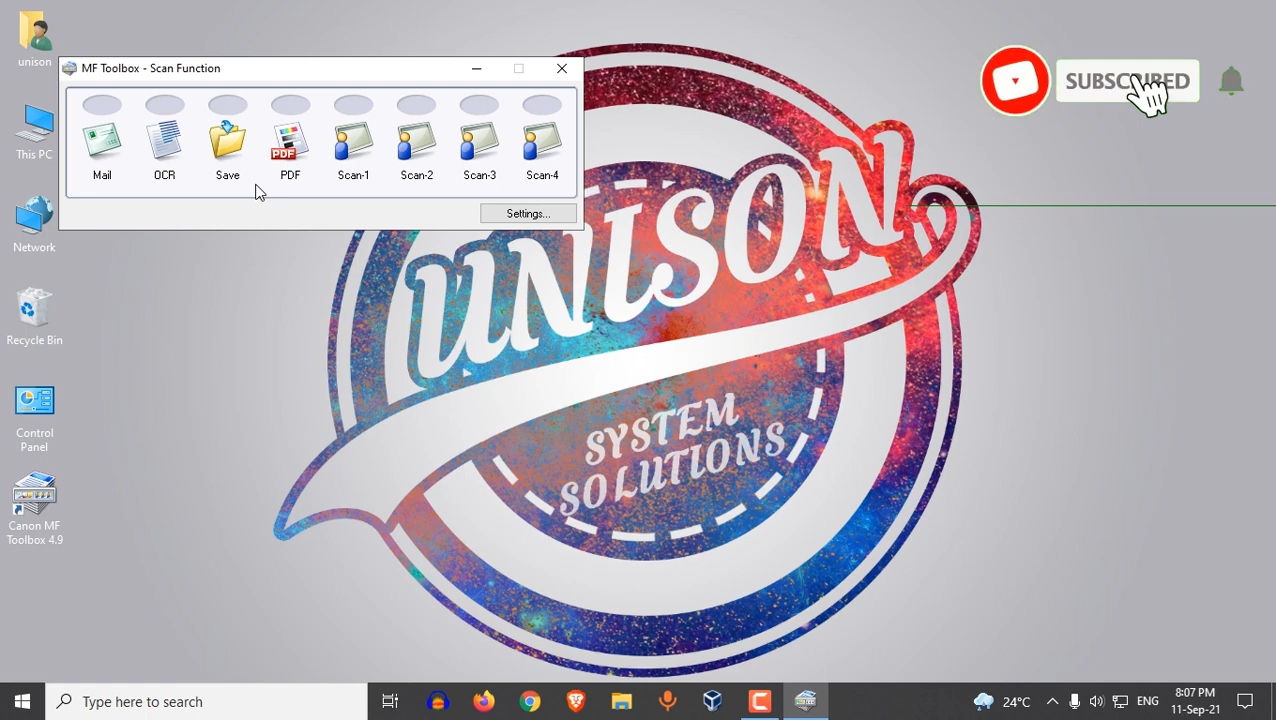 unison
This PC
Network
Recycle Bin
Control
Panel
Canon MF
Toolbox 4.9
MF Toolbox - Scan Function
Mail
OCR
Save
PDF
PDF
Scan-1
Scan-2
Scan-3
Scan-4
Settings...
SUBSCRIBED
UNISON
SYSTEM
SOLUTIONS
Type here to search
24°C
ENG
8:07 PM
11-Sep-21